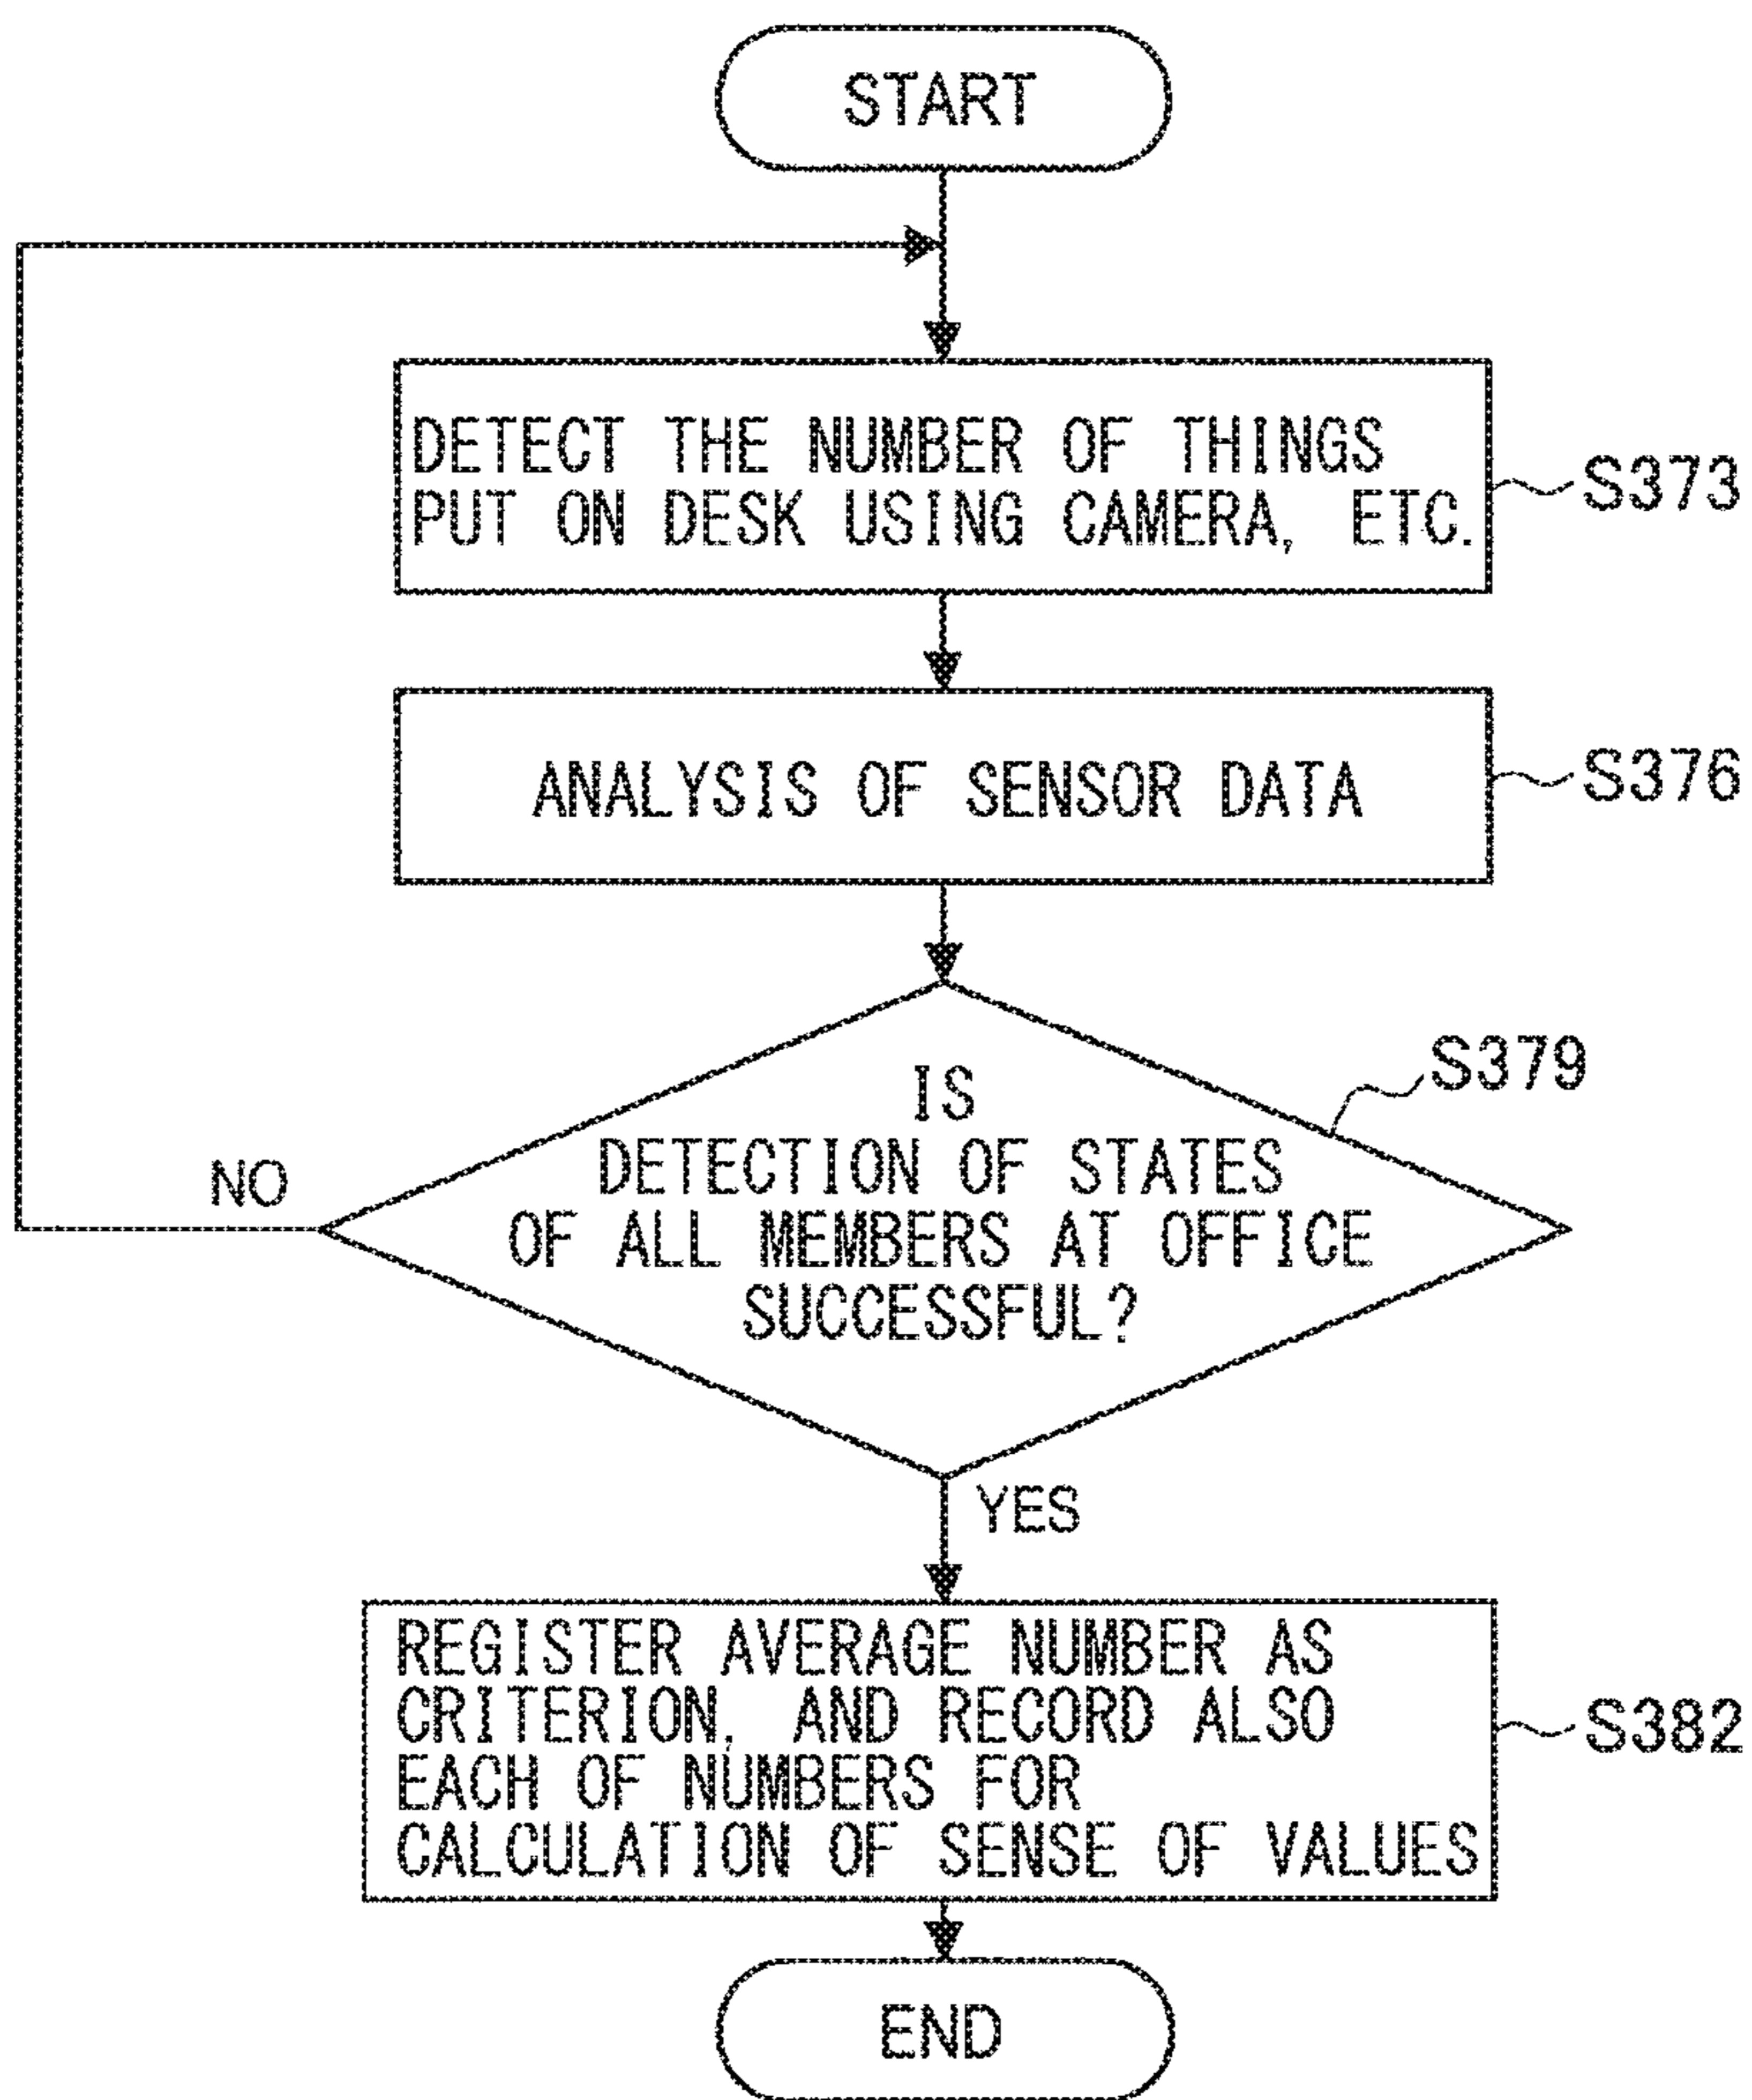 START
DETECT THE NUMBER OF THINGS
PUT ON DESK USING CAMERA, ETC.
S373
ANALYSIS OF SENSOR DATA
S376
IS
DETECTION OF STATES
OF ALL MEMBERS AT OFFICE
SUCCESSFUL?
S379
NO
YES
REGISTER AVERAGE NUMBER AS
CRITERION, AND RECORD ALSO
EACH OF NUMBERS FOR
CALCULATION OF SENSE OF VALUES
S382
END